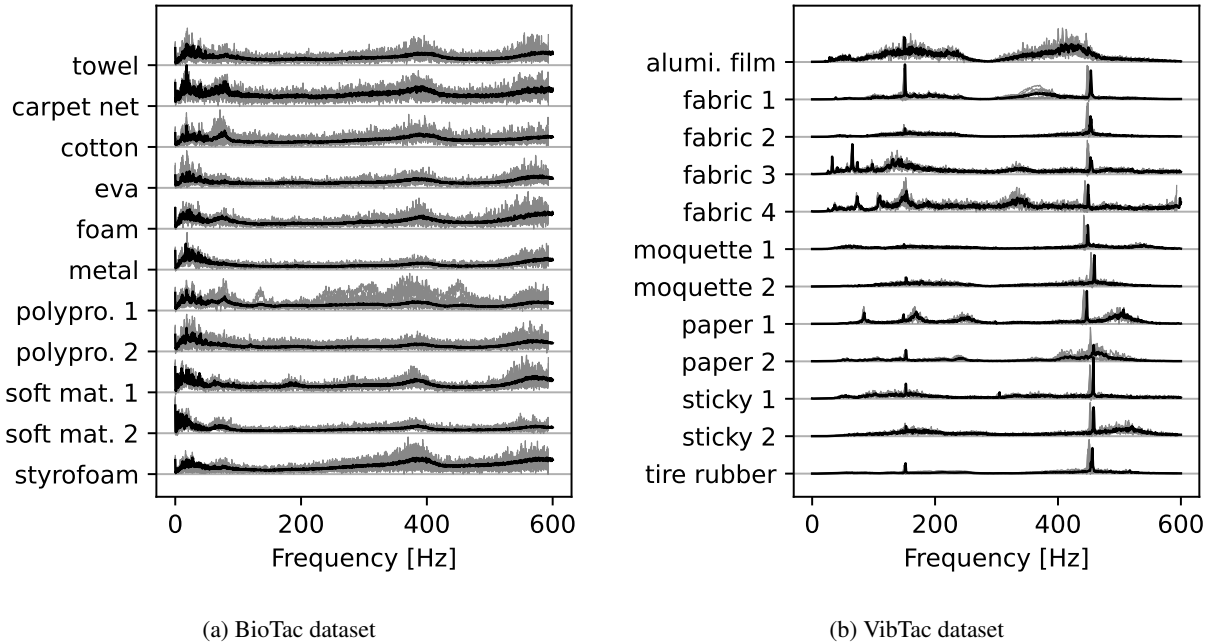 towel
carpet net
cotton
eva
foam
metal
polypro. 1
polypro. 2
soft mat. 1
soft mat. 2
styrofoam
0 200 400 600
Frequency [Hz]
(a) BioTac dataset
alumi. film
fabric 1
fabric 2
fabric 3
fabric 4
moquette 1
moquette 2
paper 1
paper 2
sticky 1
sticky 2
tire rubber
0 200 400 600
Frequency [Hz]
(b) VibTac dataset